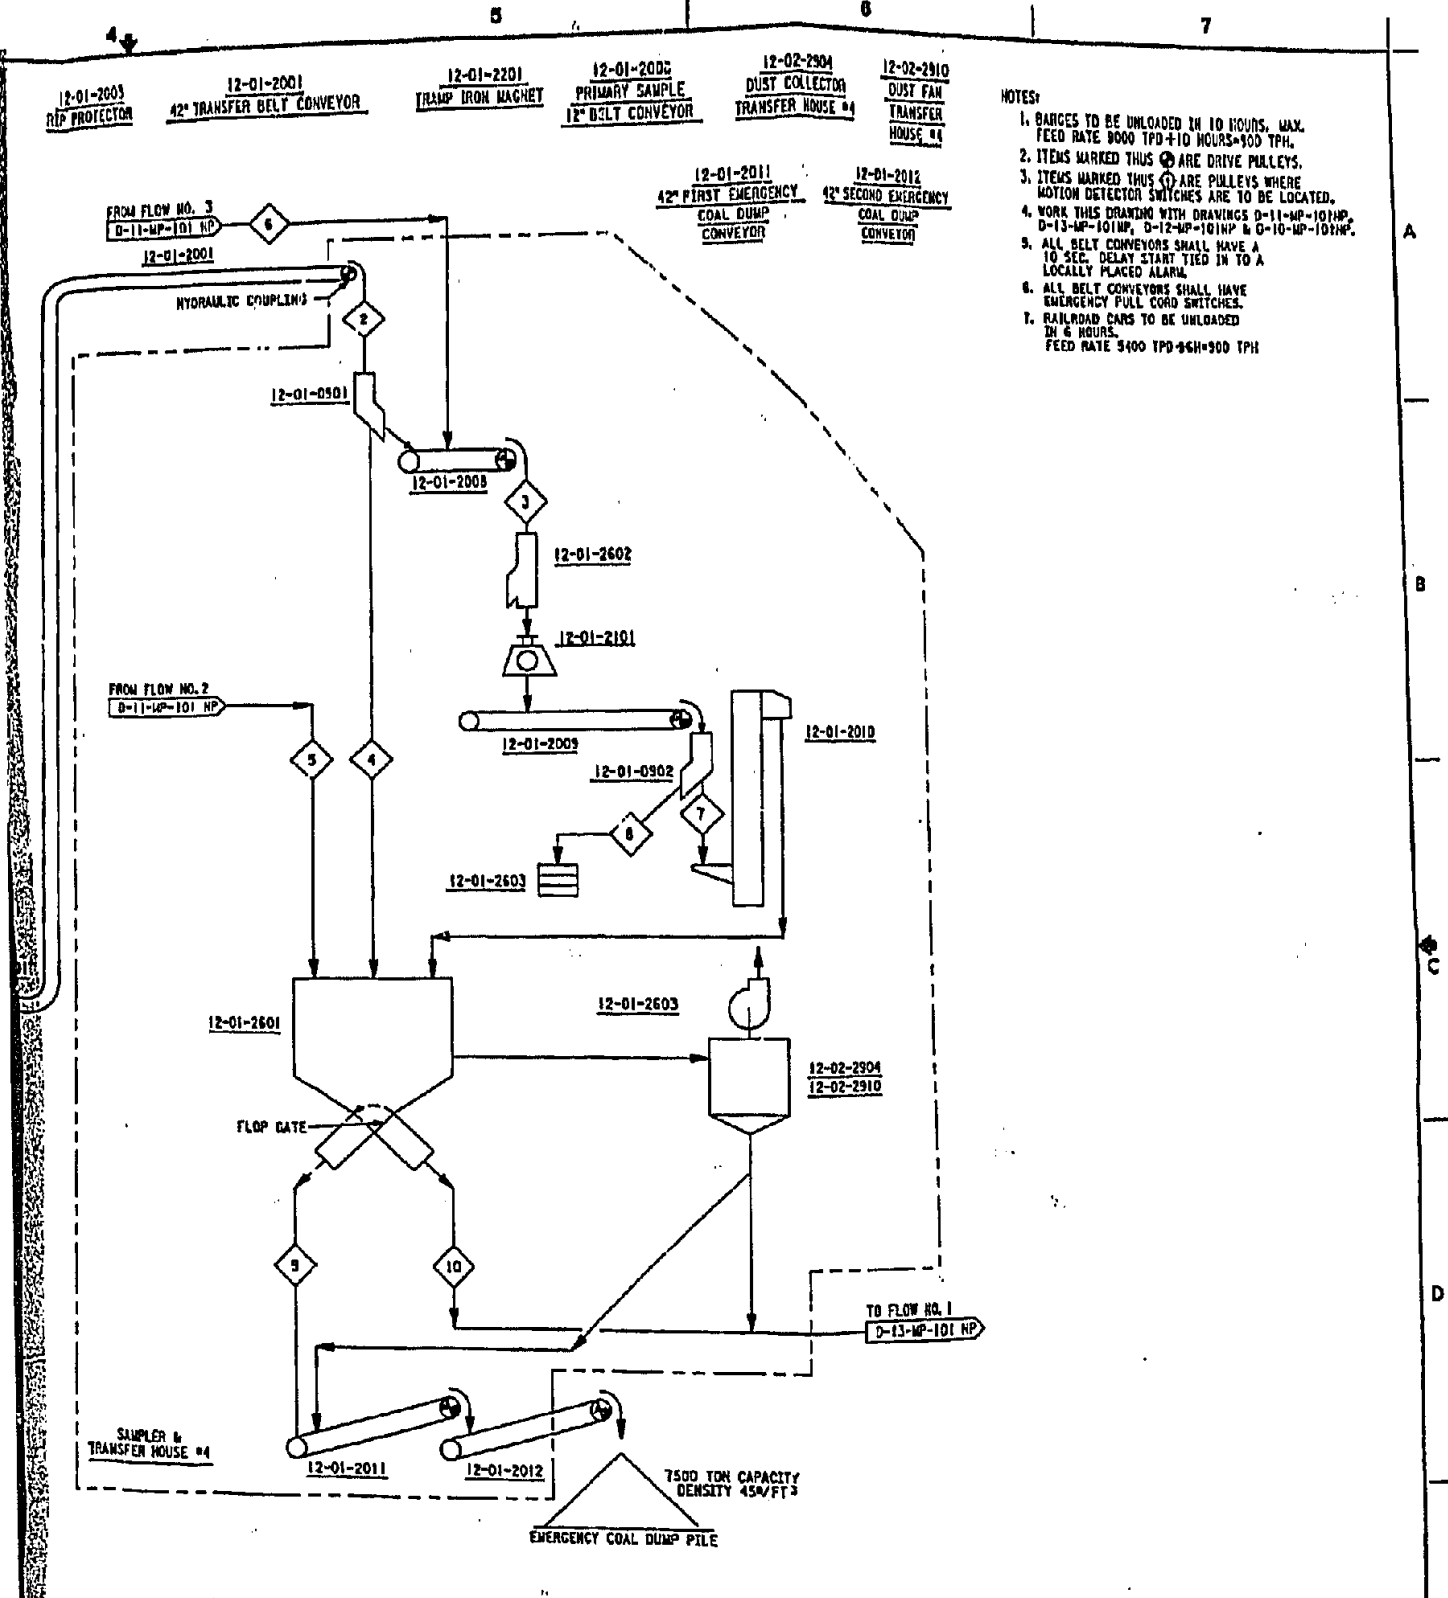 4
5
6
7
12-01-2003
RIP PROTECTOR
12-01-2001
42" TRANSFER BELT CONVEYOR
12-01-2201
TRAMP IRON MAGNET
12-01-2008
PRIMARY SAMPLE
12" BELT CONVEYOR
12-02-2904
DUST COLLECTOR
TRANSFER HOUSE #4
12-02-2910
DUST FAN
TRANSFER
HOUSE #4
12-01-2011
42" FIRST EMERGENCY
COAL DUMP
CONVEYOR
12-01-2012
42" SECOND EMERGENCY
COAL DUMP
CONVEYOR
NOTES:
1. BARGES TO BE UNLOADED IN 10 HOURS. MAX.
FEED RATE 9000 TPD÷10 HOURS=900 TPH.
2. ITEMS MARKED THUS ARE DRIVE PULLEYS.
3. ITEMS MARKED THUS ARE PULLEYS WHERE
MOTION DETECTOR SWITCHES ARE TO BE LOCATED.
4. WORK THIS DRAWING WITH DRAWINGS D-11-MP-101NP,
D-13-MP-101NP, D-12-MP-101NP & D-10-MP-101NP.
5. ALL BELT CONVEYORS SHALL HAVE A
10 SEC. DELAY START TIED IN TO A
LOCALLY PLACED ALARM.
6. ALL BELT CONVEYORS SHALL HAVE
EMERGENCY PULL CORD SWITCHES.
7. RAILROAD CARS TO BE UNLOADED
IN 6 HOURS.
FEED RATE 5400 TPD÷6H=900 TPH
A
FROM FLOW NO. 3
D-11-MP-101 NP
6
12-01-2001
HYDRAULIC COUPLING
2
12-01-0901
12-01-2008
3
12-01-2602
B
12-01-2101
FROM FLOW NO. 2
D-11-MP-101 NP
12-01-2009
12-01-2010
5
4
12-01-0902
7
8
12-01-2603
C
12-01-2603
12-01-2601
12-02-2904
12-02-2910
FLOP GATE
9
10
D
TO FLOW NO. 1
D-13-MP-101 NP
SAMPLER &
TRANSFER HOUSE #4
12-01-2011
12-01-2012
7500 TON CAPACITY
DENSITY 45#/FT3
EMERGENCY COAL DUMP PILE